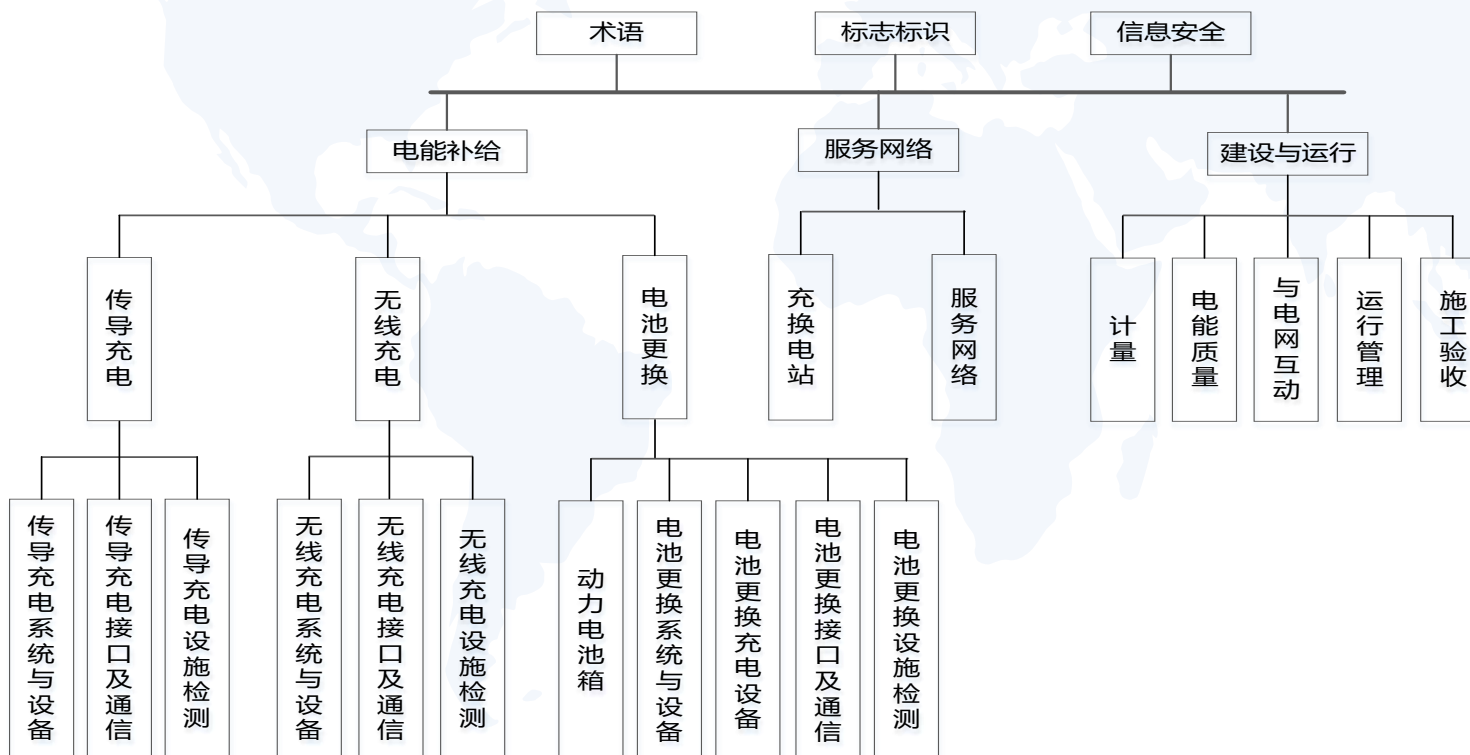 术语
标志标识
信息安全
电能补给
服务网络
建设与运行
传导充电
无线充电
电池更换
充换电站
服务网络
计量
电能质量
与电网互动
运行管理
施工验收
传导充电系统与设备
传导充电接口及通信
传导充电设施检测
无线充电系统与设备
无线充电接口及通信
无线充电设施检测
动力电池箱
电池更换系统与设备
电池更换充电设备
电池更换接口及通信
电池更换设施检测